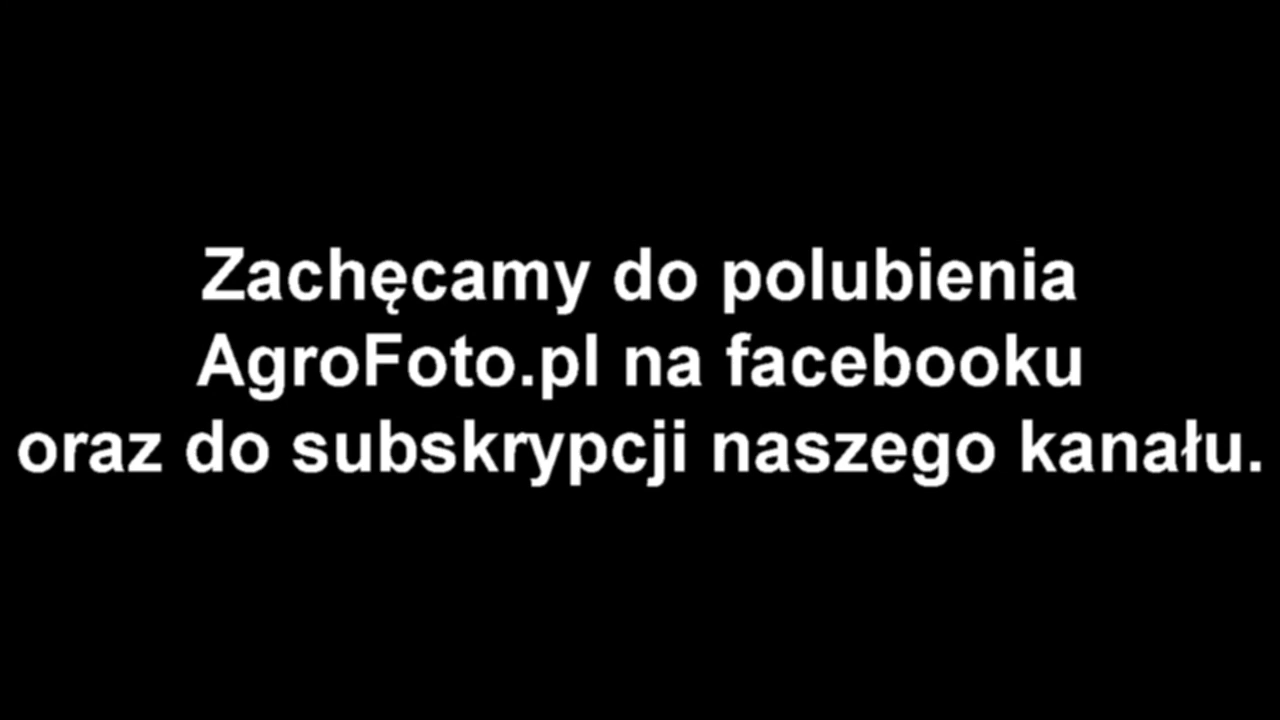 Zachęcamy do polubienia
AgroFoto.pl na facebooku
oraz do subskrypcji naszego kanału.